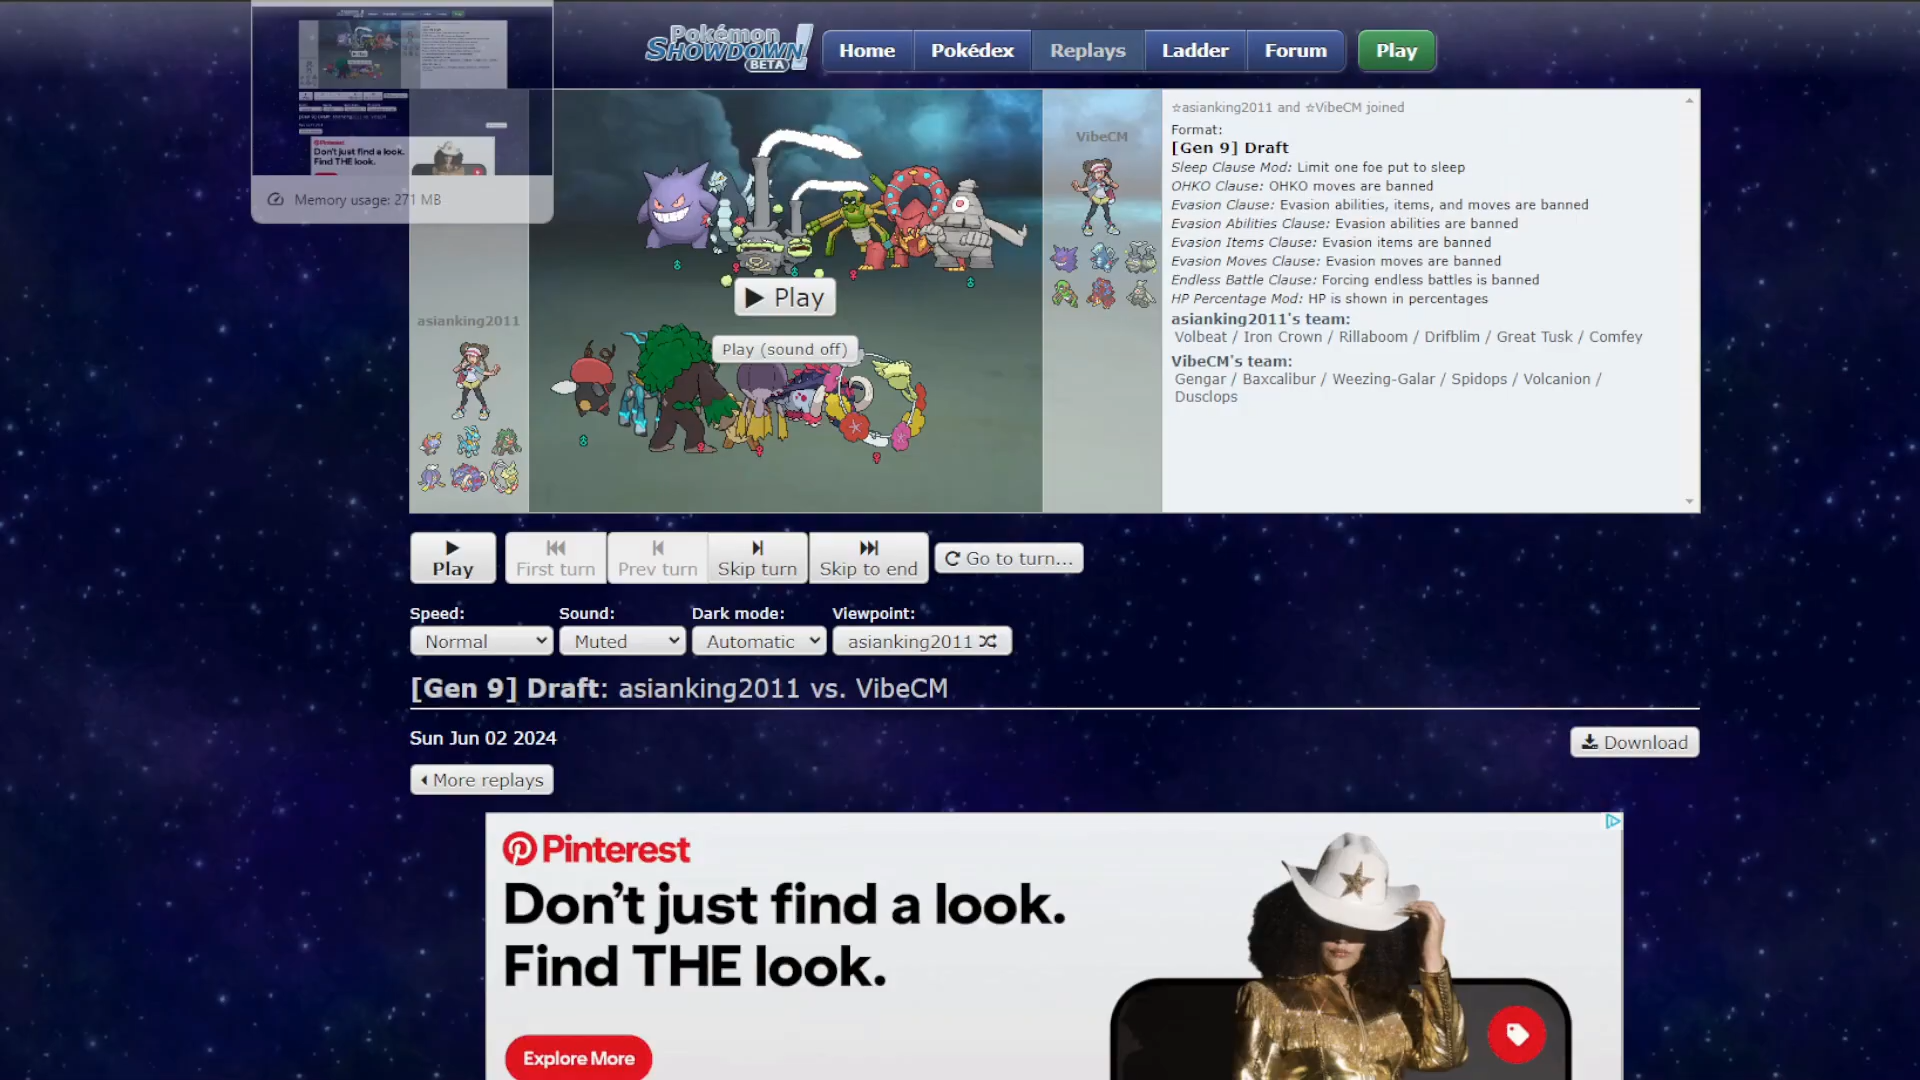 Pokémon
SHOWDOWN!
BETA
Home
Pokédex
Replays
Ladder
Forum
Play
Don't just find a look.
Find THE look.
Memory usage: 271 MB
asianking2011
VibeCM
Play
Play (sound off)
☆asianking2011 and ☆VibeCM joined
Format:
[Gen 9] Draft
Sleep Clause Mod: Limit one foe put to sleep
OHKO Clause: OHKO moves are banned
Evasion Clause: Evasion abilities, items, and moves are banned
Evasion Abilities Clause: Evasion abilities are banned
Evasion Items Clause: Evasion items are banned
Evasion Moves Clause: Evasion moves are banned
Endless Battle Clause: Forcing endless battles is banned
HP Percentage Mod: HP is shown in percentages
asianking2011's team:
Volbeat / Iron Crown / Rillaboom / Drifblim / Great Tusk / Comfey
VibeCM's team:
Gengar / Baxcalibur / Weezing-Galar / Spidops / Volcanion /
Dusclops
Play
First turn
Prev turn
Skip turn
Skip to end
Go to turn...
Speed:
Sound:
Dark mode:
Viewpoint:
Normal
Muted
Automatic
asianking2011
[Gen 9] Draft: asianking2011 vs. VibeCM
Sun Jun 02 2024
Download
More replays
Pinterest
Don't just find a look.
Find THE look.
Explore More